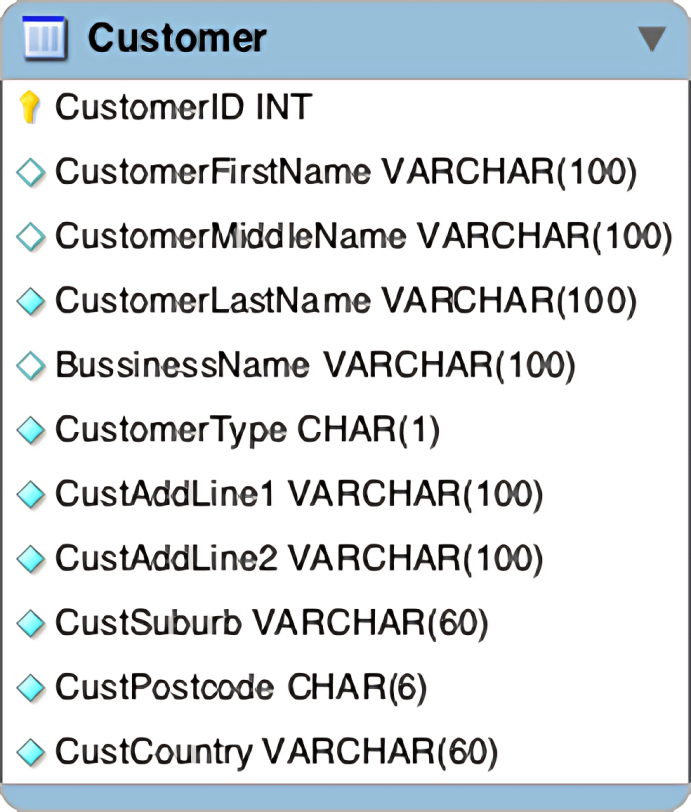 Customer
CustomerID INT
CustomerFirstName VARCHAR(100)
CustomerMiddleName VARCHAR(100)
CustomerLastName VARCHAR(100)
BussinessName VARCHAR(100)
CustomerType CHAR(1)
CustAddLine1 VARCHAR(100)
CustAddLine2 VARCHAR(100)
CustSuburb VARCHAR(60)
CustPostcode CHAR(6)
CustCountry VARCHAR(60)